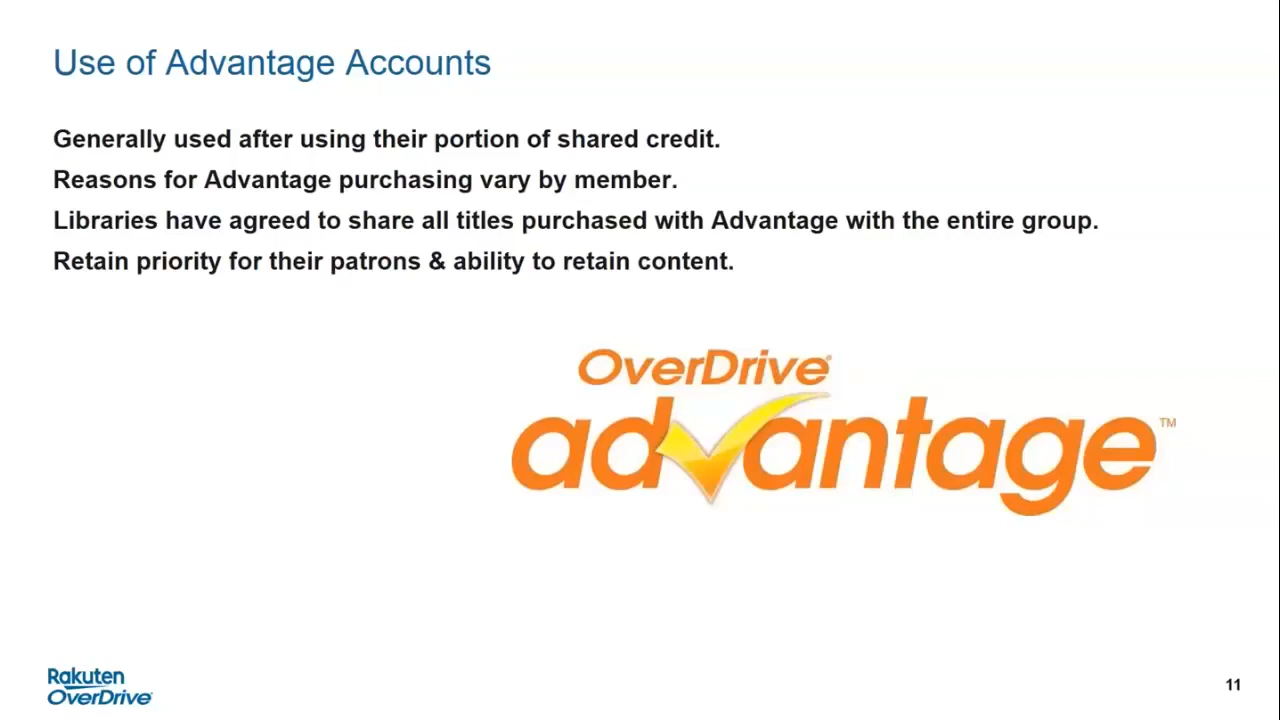 Use of Advantage Accounts
Generally used after using their portion of shared credit.
Reasons for Advantage purchasing vary by member.
Libraries have agreed to share all titles purchased with Advantage with the entire group.
Retain priority for their patrons & ability to retain content.
OverDrive®
advantage™
Rakuten
OverDrive®
11